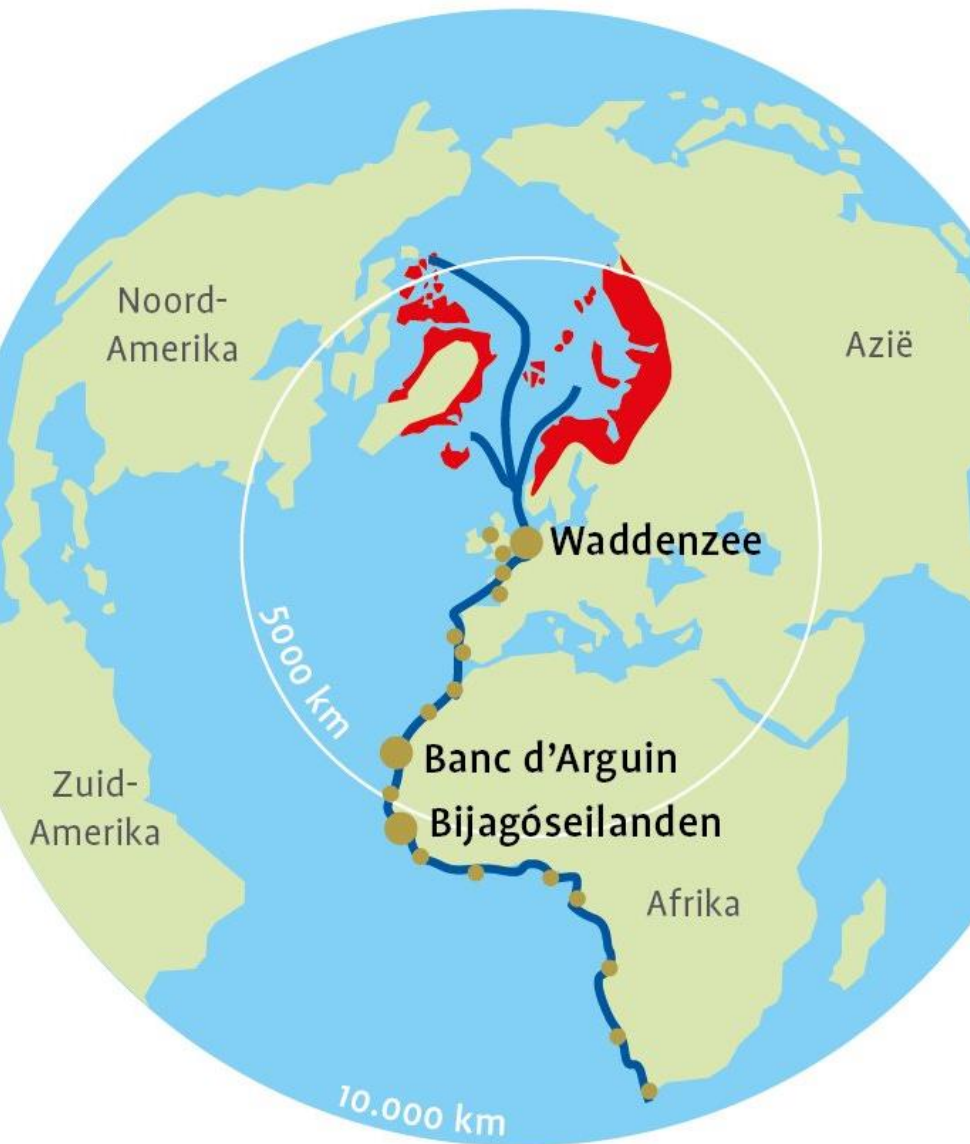 Noord-
Amerika
Azië
Waddenzee
5000 km
Banc d'Arguin
Zuid-
Amerika
Bijagóseilanden
Afrika
10.000 km